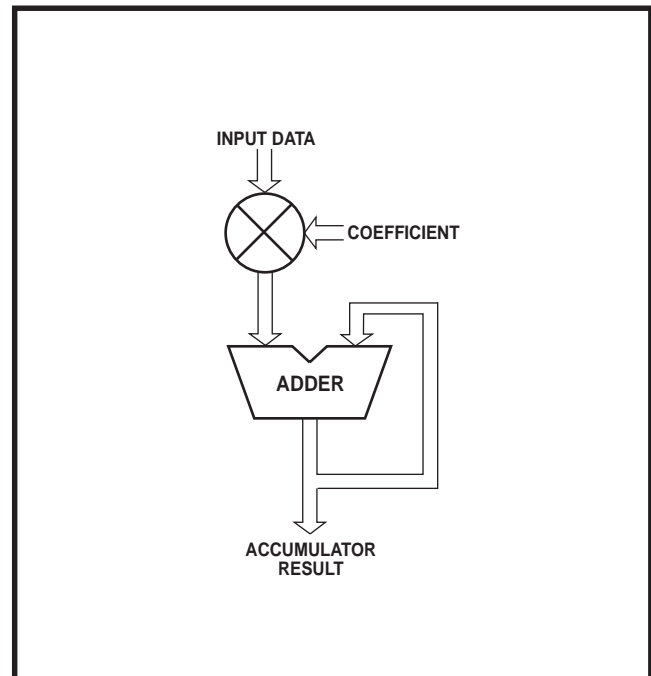 INPUT DATA
COEFFICIENT
ADDER
ACCUMULATOR
RESULT